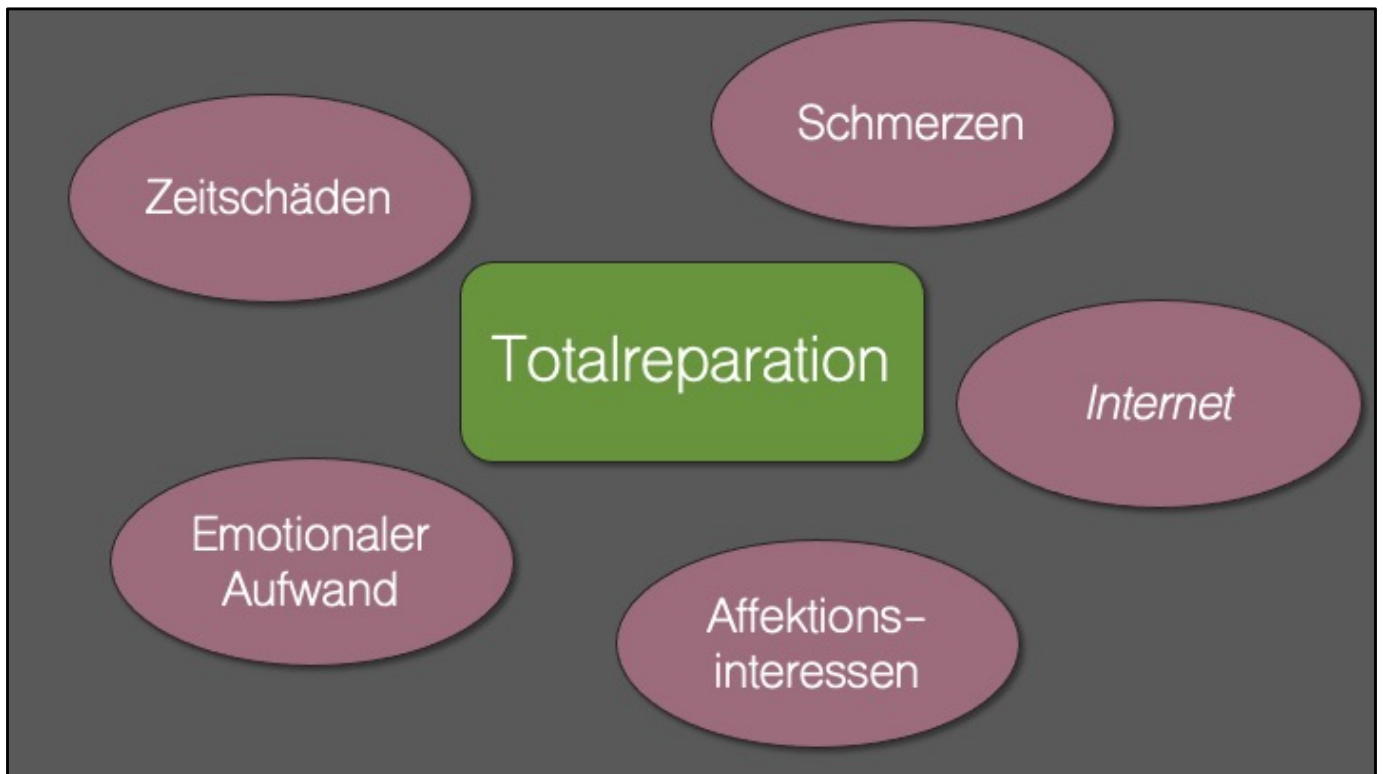 Schmerzen
Zeitschäden
Totalreparation
Internet
Emotionaler
Aufwand
Affektions-
interessen